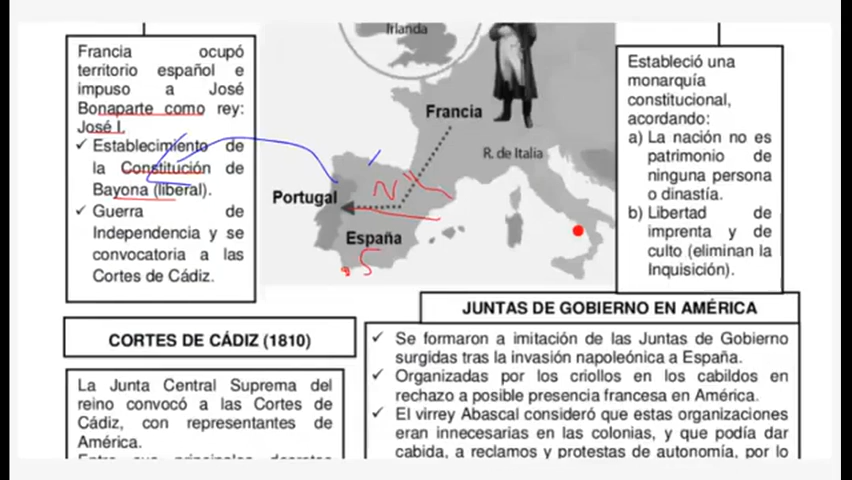 Francia ocupó
territorio español e
impuso a José
Bonaparte como rey:
José I.
✓ Establecimiento de
la Constitución de
Bayona (liberal).
✓ Guerra de
Independencia y se
convocatoria a las
Cortes de Cádiz.
Irlanda
Francia
R. de Italia
Portugal
N
España
S
Estableció una
monarquía
constitucional,
acordando:
a) La nación no es
patrimonio de
ninguna persona
o dinastía.
b) Libertad de
imprenta y de
culto (eliminan la
Inquisición).
CORTES DE CÁDIZ (1810)
La Junta Central Suprema del
reino convocó a las Cortes de
Cádiz, con representantes de
América.
Entre sus principales decretos
JUNTAS DE GOBIERNO EN AMÉRICA
✓ Se formaron a imitación de las Juntas de Gobierno
surgidas tras la invasión napoleónica a España.
✓ Organizadas por los criollos en los cabildos en
rechazo a posible presencia francesa en América.
✓ El virrey Abascal consideró que estas organizaciones
eran innecesarias en las colonias, y que podía dar
cabida, a reclamos y protestas de autonomía, por lo